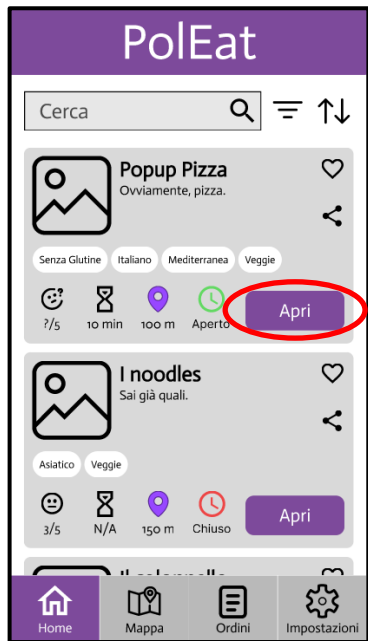 PolEat
Cerca
Popup Pizza
Ovviamente, pizza.
Senza Glutine Italiano Mediterranea Veggie
?/5 10 min 100 m Aperto Apri
I noodles
Sai già quali.
Asiatico Veggie
3/5 N/A 150 m Chiuso Apri
Home Mappa Ordini Impostazioni